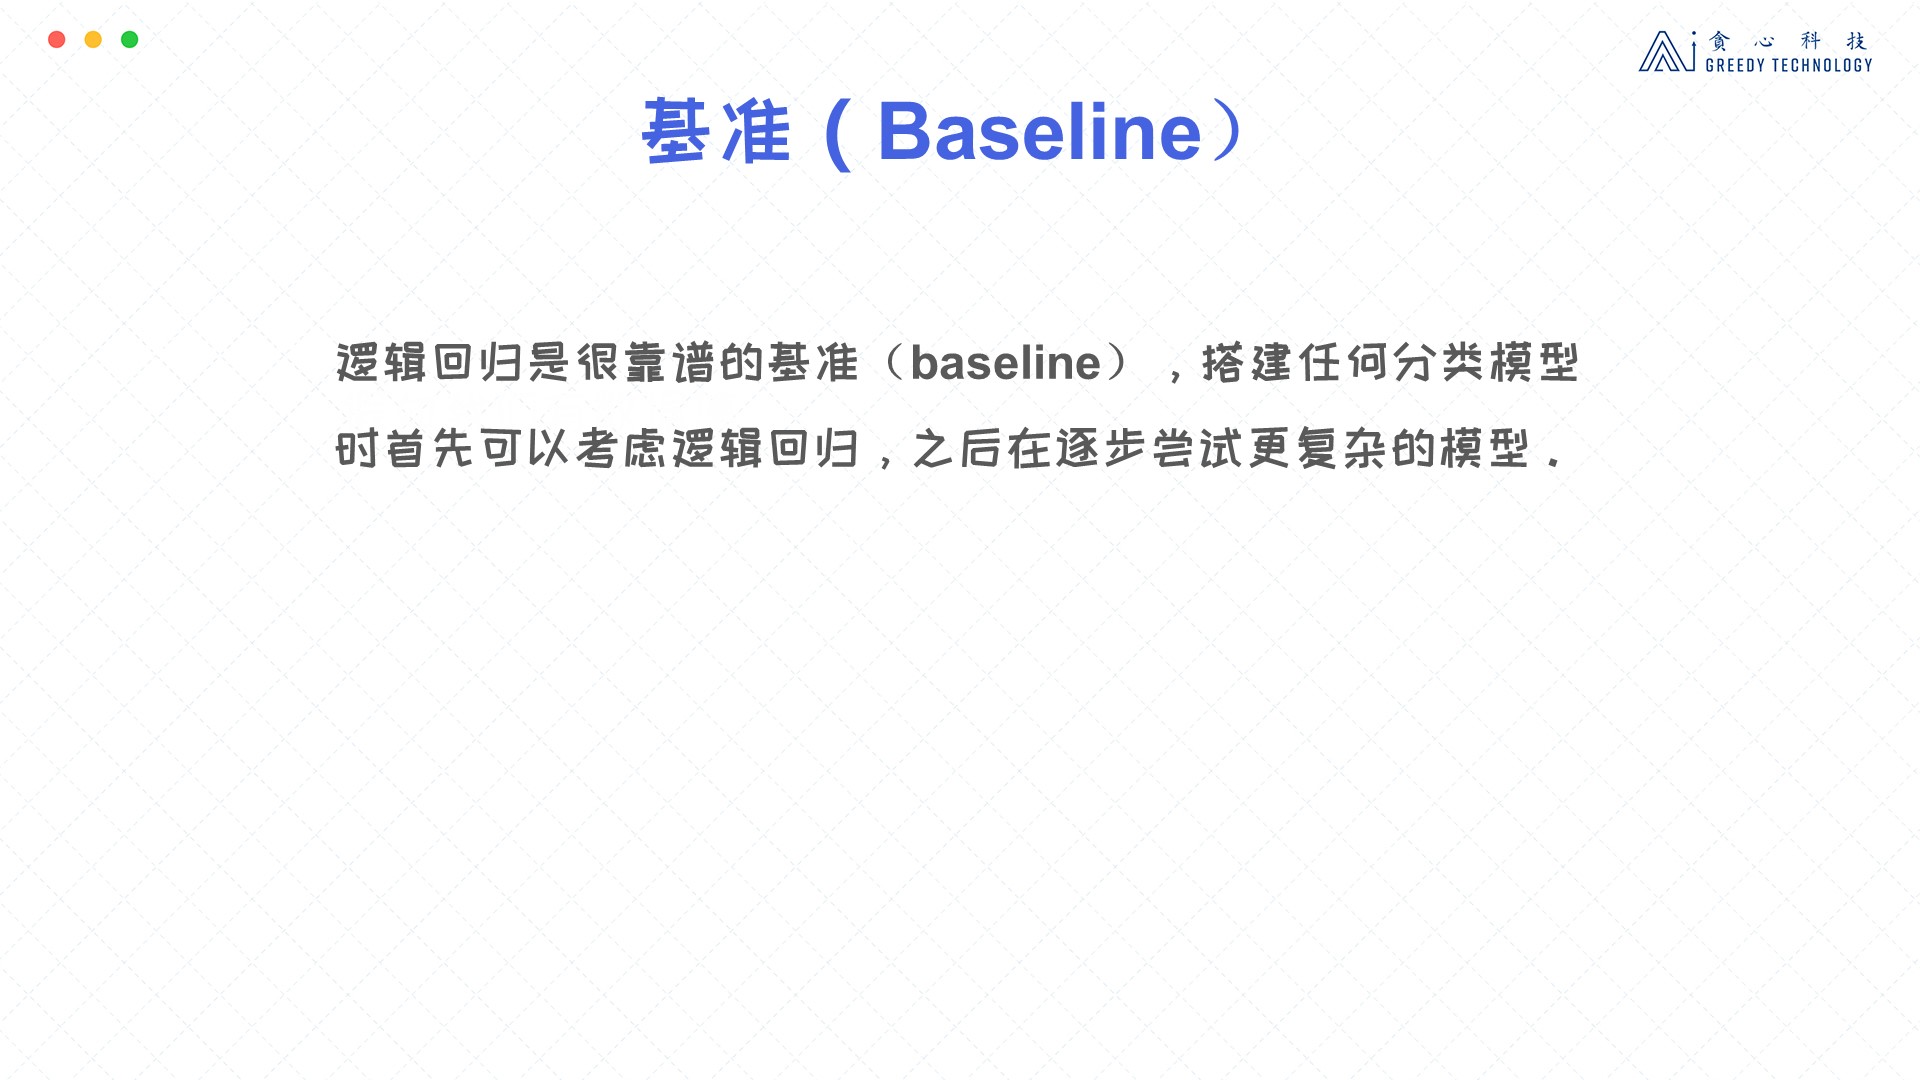 貪心科技
GREEDY TECHNOLOGY
基准（Baseline）
逻辑回归是很靠谱的基准（baseline），搭建任何分类模型
时首先可以考虑逻辑回归，之后在逐步尝试更复杂的模型．